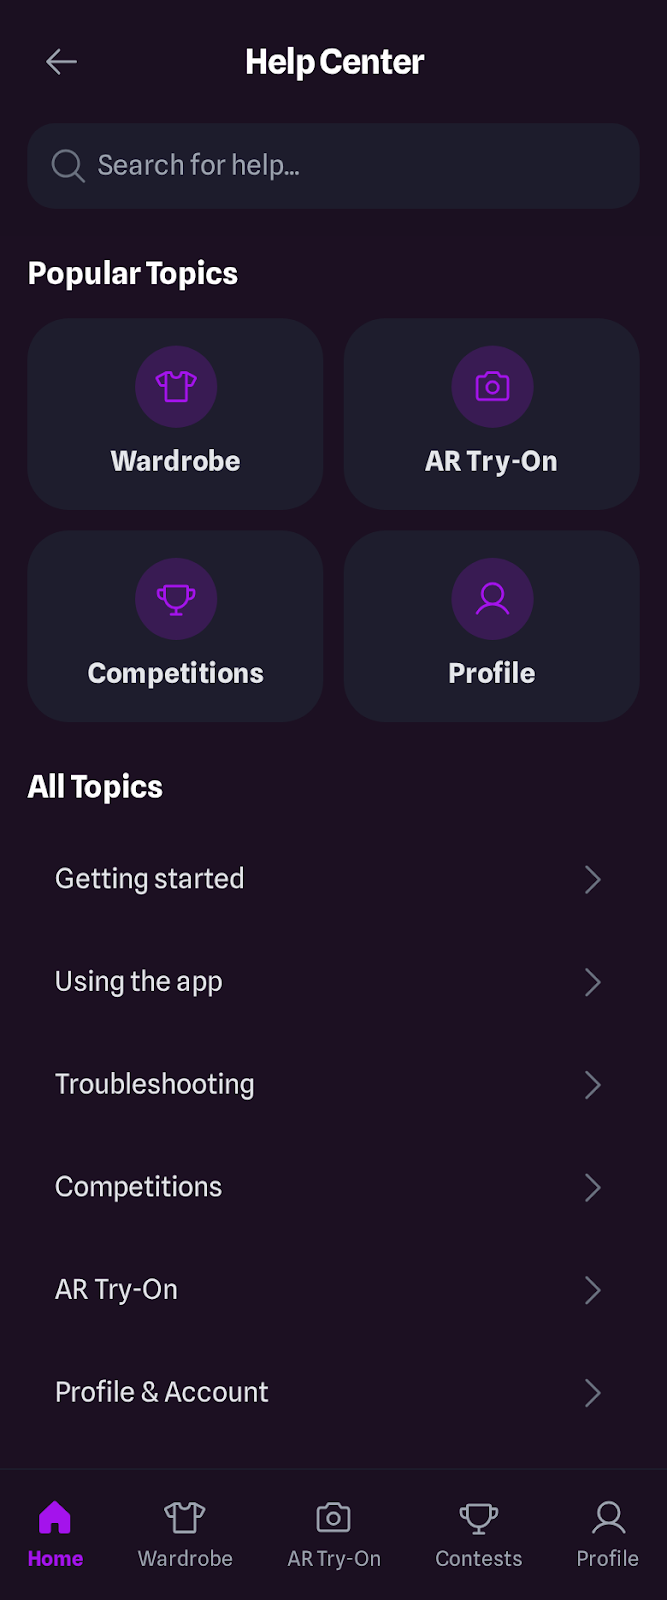 Help Center
Search for help...
Popular Topics
Wardrobe
AR Try-On
Competitions
Profile
All Topics
Getting started
Using the app
Troubleshooting
Competitions
AR Try-On
Profile & Account
Home
Wardrobe
AR Try-On
Contests
Profile